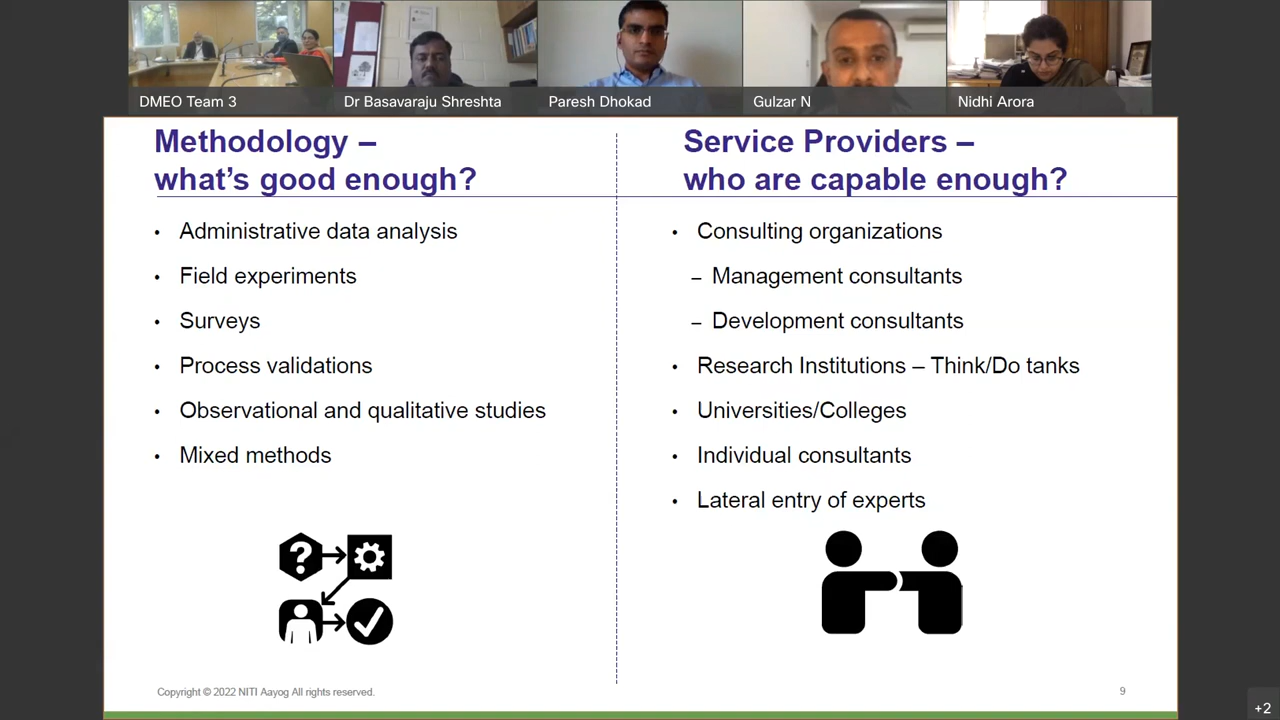 DMEO Team 3
Dr Basavaraju Shreshta
Paresh Dhokad
Gulzar N
Nidhi Arora
Methodology –
what's good enough?
• Administrative data analysis
• Field experiments
• Surveys
• Process validations
• Observational and qualitative studies
• Mixed methods
?
Service Providers –
who are capable enough?
• Consulting organizations
– Management consultants
– Development consultants
• Research Institutions – Think/Do tanks
• Universities/Colleges
• Individual consultants
• Lateral entry of experts
Copyright © 2022 NITI Aayog All rights reserved.
9
+2